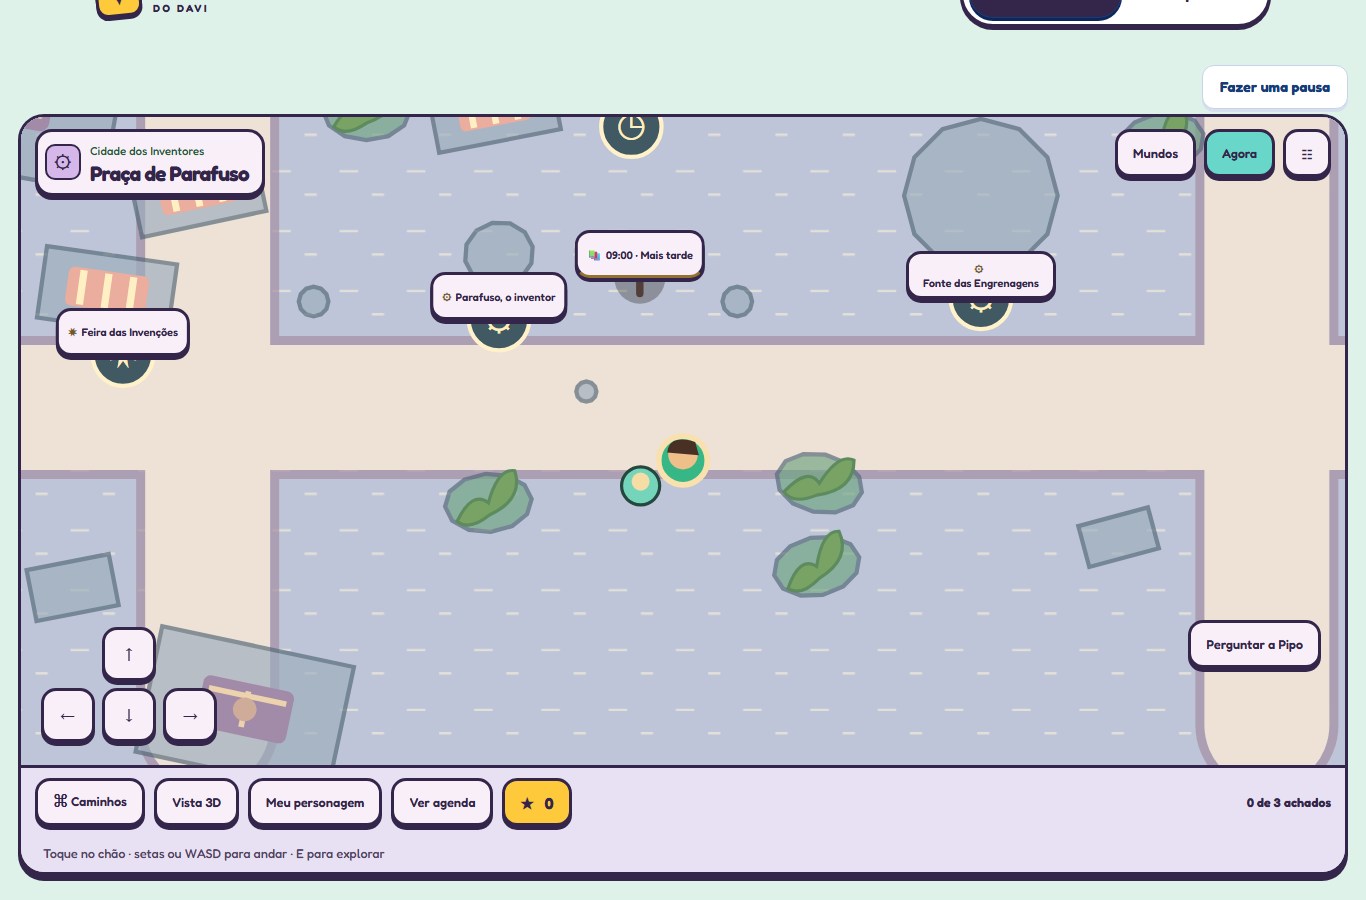 DO DAVI
Fazer uma pausa
Cidade dos Inventores
Praça de Parafuso
Mundos
Agora
09:00 · Mais tarde
Parafuso, o inventor
Fonte das Engrenagens
Feira das Invenções
Perguntar a Pipo
↑
← ↓ →
⌘ Caminhos
Vista 3D
Meu personagem
Ver agenda
★ 0
0 de 3 achados
Toque no chão · setas ou WASD para andar · E para explorar